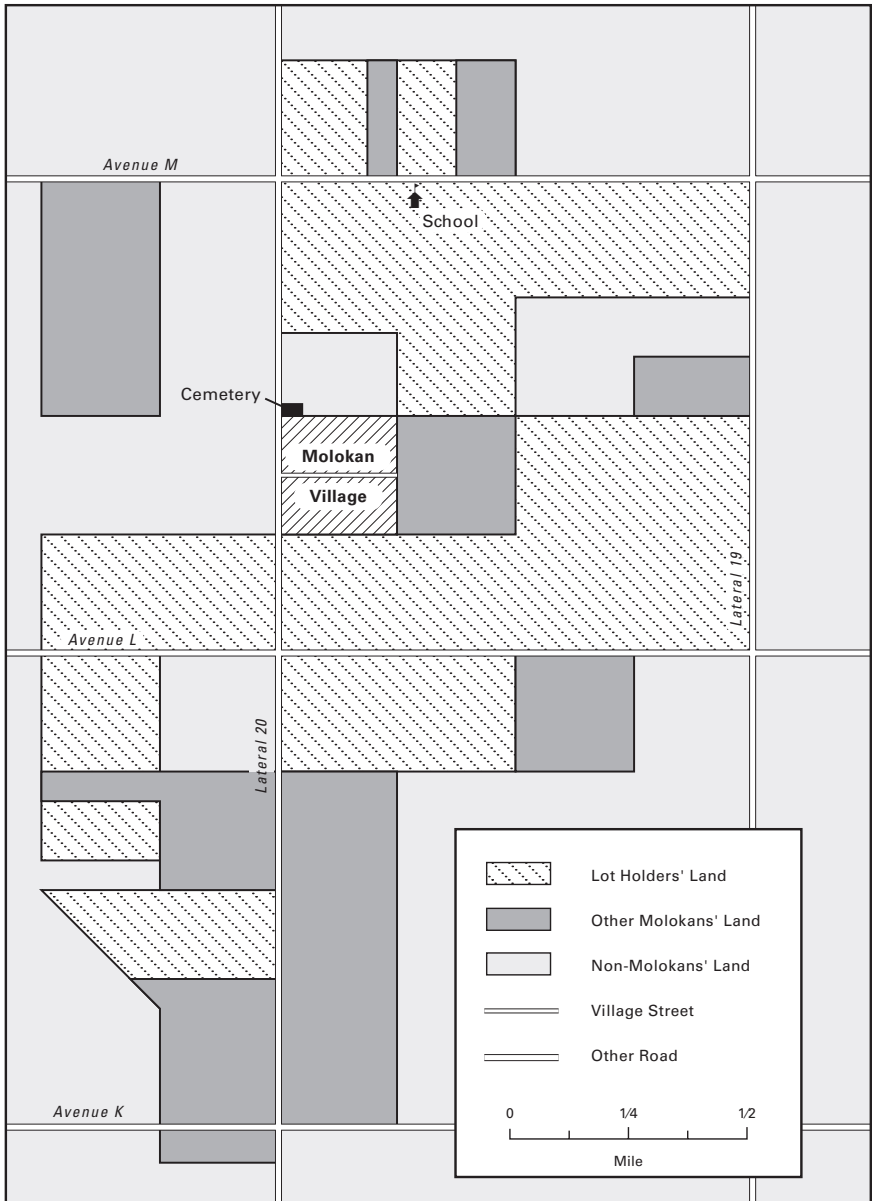 Avenue M
School
Cemetery
Molokan
Village
Lateral 19
Avenue L
Lateral 20
Lot Holders' Land
Other Molokans' Land
Non-Molokans' Land
Village Street
Other Road
Avenue K
0 1/4 1/2
Mile